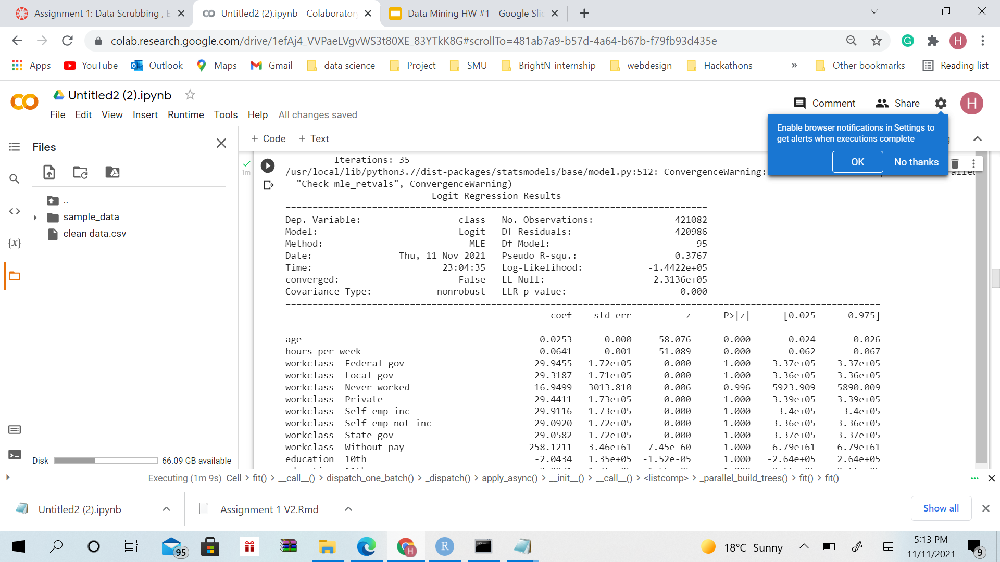 Assignment 1: Data Scrubbing , E
Untitled2 (2).ipynb - Colaboratory
Data Mining HW #1 - Google Slic
colab.research.google.com/drive/1efAj4_VVPaeLVgvWS3t80XE_83YTkK8G#scrollTo=481ab7a9-b57d-4a64-b67b-f79fb93d435e
G
H
Apps YouTube Outlook Maps Gmail data science Project SMU BrightN-internship webdesign Hackathons » Other bookmarks Reading list
Untitled2 (2).ipynb
Comment Share H
File Edit View Insert Runtime Tools Help All changes saved
Enable browser notifications in Settings to
get alerts when executions complete
OK No thanks
Files
+ Code + Text
{x}
..
sample_data
clean data.csv
Disk 66.09 GB available
1m
Iterations: 35
/usr/local/lib/python3.7/dist-packages/statsmodels/base/model.py:512: ConvergenceWarning:
"Check mle_retvals", ConvergenceWarning)
Logit Regression Results
==============================================================================
Dep. Variable: class No. Observations: 421082
Model: Logit Df Residuals: 420986
Method: MLE Df Model: 95
Date: Thu, 11 Nov 2021 Pseudo R-squ.: 0.3767
Time: 23:04:35 Log-Likelihood: -1.4422e+05
converged: False LL-Null: -2.3136e+05
Covariance Type: nonrobust LLR p-value: 0.000
==============================================================================================================
coef std err z P>|z| [0.025 0.975]
--------------------------------------------------------------------------------------------------------------
age 0.0253 0.000 58.076 0.000 0.024 0.026
hours-per-week 0.0641 0.001 51.089 0.000 0.062 0.067
workclass_ Federal-gov 29.9455 1.72e+05 0.000 1.000 -3.37e+05 3.37e+05
workclass_ Local-gov 29.3187 1.71e+05 0.000 1.000 -3.36e+05 3.36e+05
workclass_ Never-worked -16.9499 3013.810 -0.006 0.996 -5923.909 5890.009
workclass_ Private 29.4411 1.73e+05 0.000 1.000 -3.39e+05 3.39e+05
workclass_ Self-emp-inc 29.9116 1.73e+05 0.000 1.000 -3.4e+05 3.4e+05
workclass_ Self-emp-not-inc 29.0920 1.72e+05 0.000 1.000 -3.36e+05 3.36e+05
workclass_ State-gov 29.0582 1.72e+05 0.000 1.000 -3.37e+05 3.37e+05
workclass_ Without-pay -258.1211 3.46e+61 -7.45e-60 1.000 -6.79e+61 6.79e+61
education_ 10th -2.0434 1.35e+05 -1.52e-05 1.000 -2.64e+05 2.64e+05
Executing (1m 9s) Cell > fit() > __call__() > dispatch_one_batch() > _dispatch() > apply_async() > __init__() > __call__() > <listcomp> > _parallel_build_trees() > fit() > fit()
Untitled2 (2).ipynb
Assignment 1 V2.Rmd
Show all
95
H
R
18°C Sunny
5:13 PM
11/11/2021
9